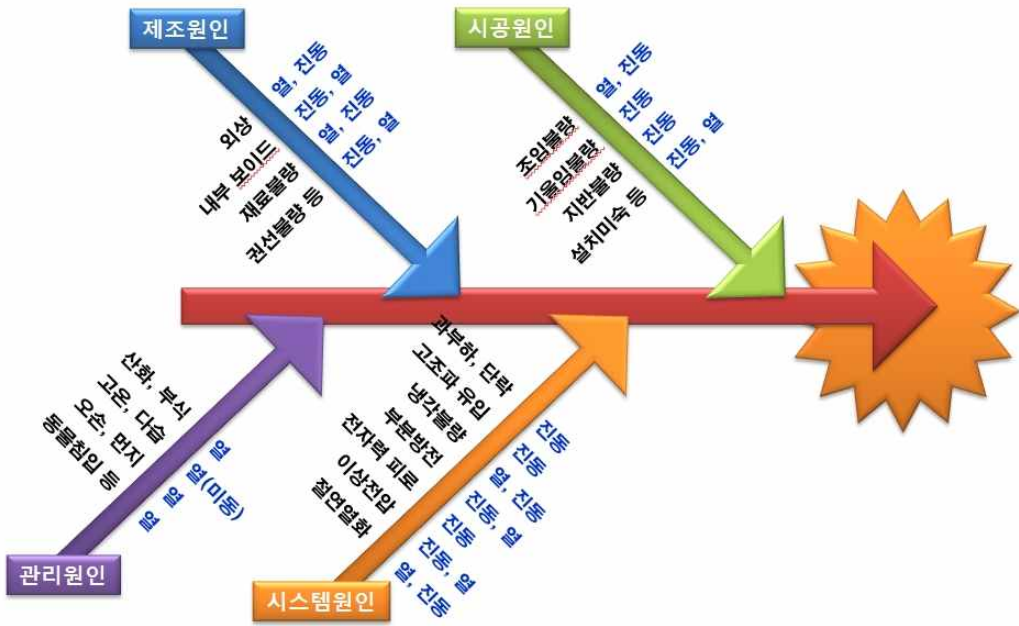 제조원인
외상
내부 보이드
재료불량
권선불량 등
열, 진동
진동, 열
열, 진동
진동, 열
시공원인
조임불량
기울임불량
지반불량
설치미숙 등
열, 진동
진동
진동
진동, 열
관리원인
산화, 부식
고온, 다습
오손, 먼지
동물침입 등
열
열(미동)
열
열
시스템원인
과부하, 단락
고조파 유입
냉각불량
부분방전
전자력 피로
이상전압
절연열화
진동
진동
열, 진동
진동, 열
진동
진동, 열
열, 진동